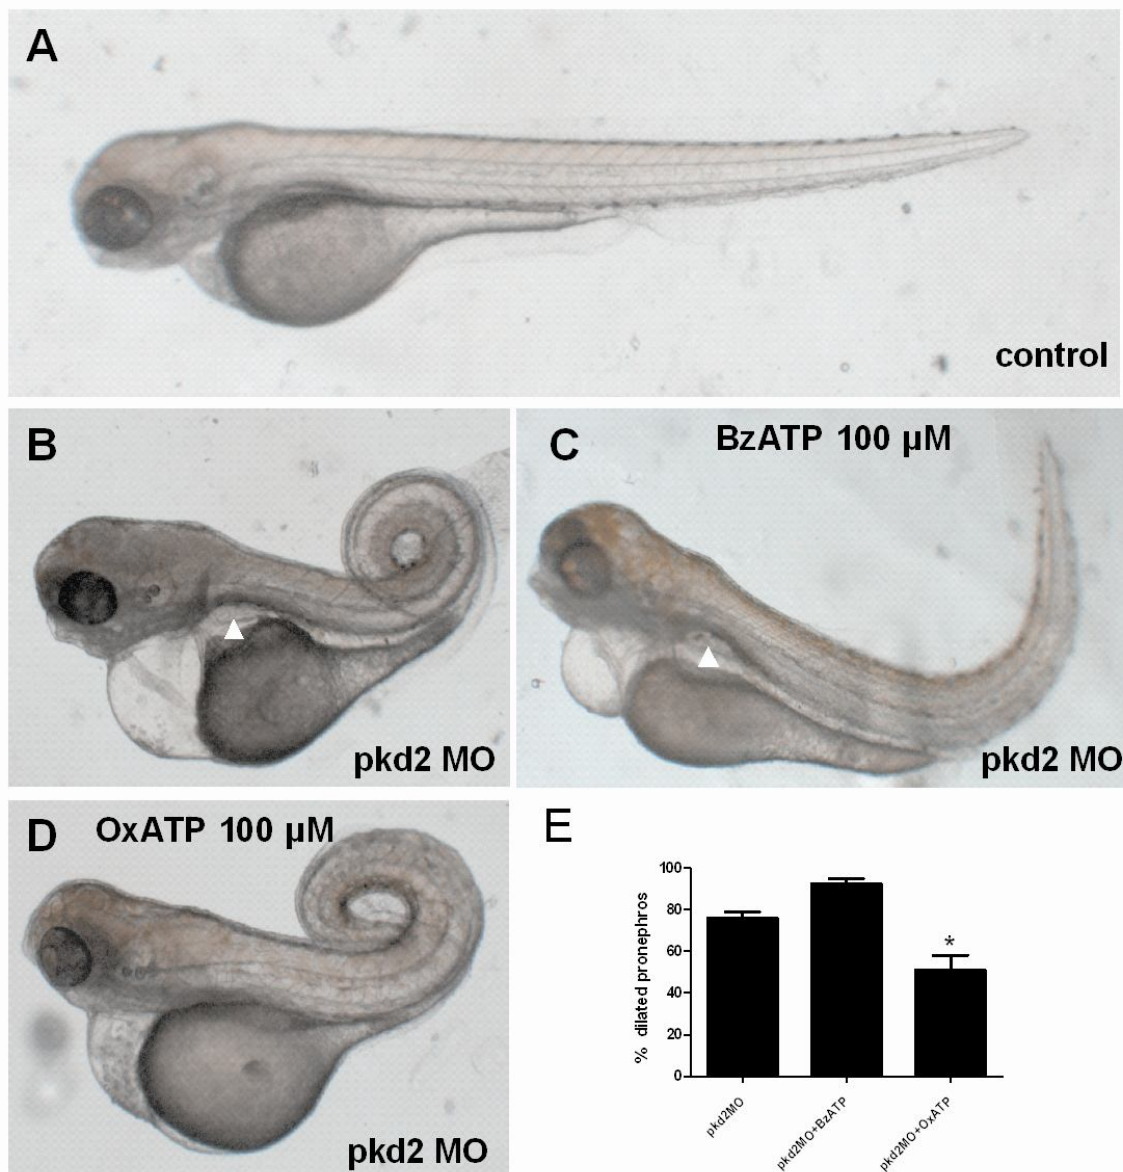 A
control
B
pkd2 MO
C
BzATP 100 µM
pkd2 MO
D
OxATP 100 µM
pkd2 MO
E
% dilated pronephros
100
80
60
40
20
0
*
pkd2MO
pkd2MO+BzATP
pkd2MO+OxATP